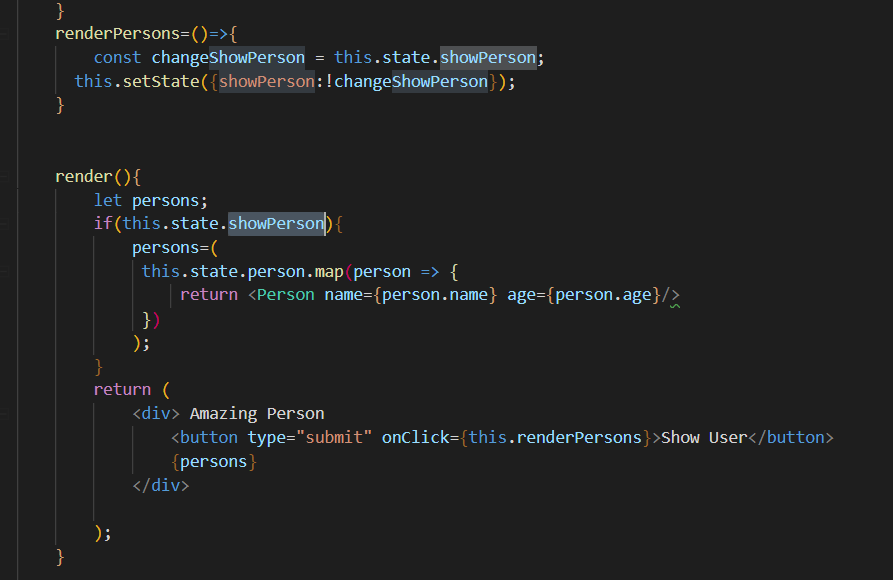 }
renderPersons=()=>{
const changeShowPerson = this.state.showPerson;
this.setState({showPerson:!changeShowPerson});
}
render(){
let persons;
if(this.state.showPerson){
persons=(
this.state.person.map(person => {
return <Person name={person.name} age={person.age}/>
})
);
}
return (
<div> Amazing Person
<button type="submit" onClick={this.renderPersons}>Show User</button>
{persons}
</div>
);
}